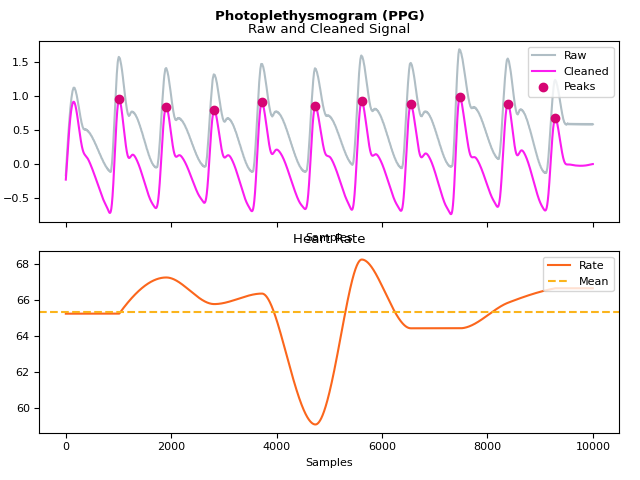 Photoplethysmogram (PPG)
Raw and Cleaned Signal
1.5
1.0
0.5
0.0
−0.5
Raw
Cleaned
Peaks
Samples
Heart Rate
68
66
64
62
60
Rate
Mean
0
2000
4000
6000
8000
10000
Samples